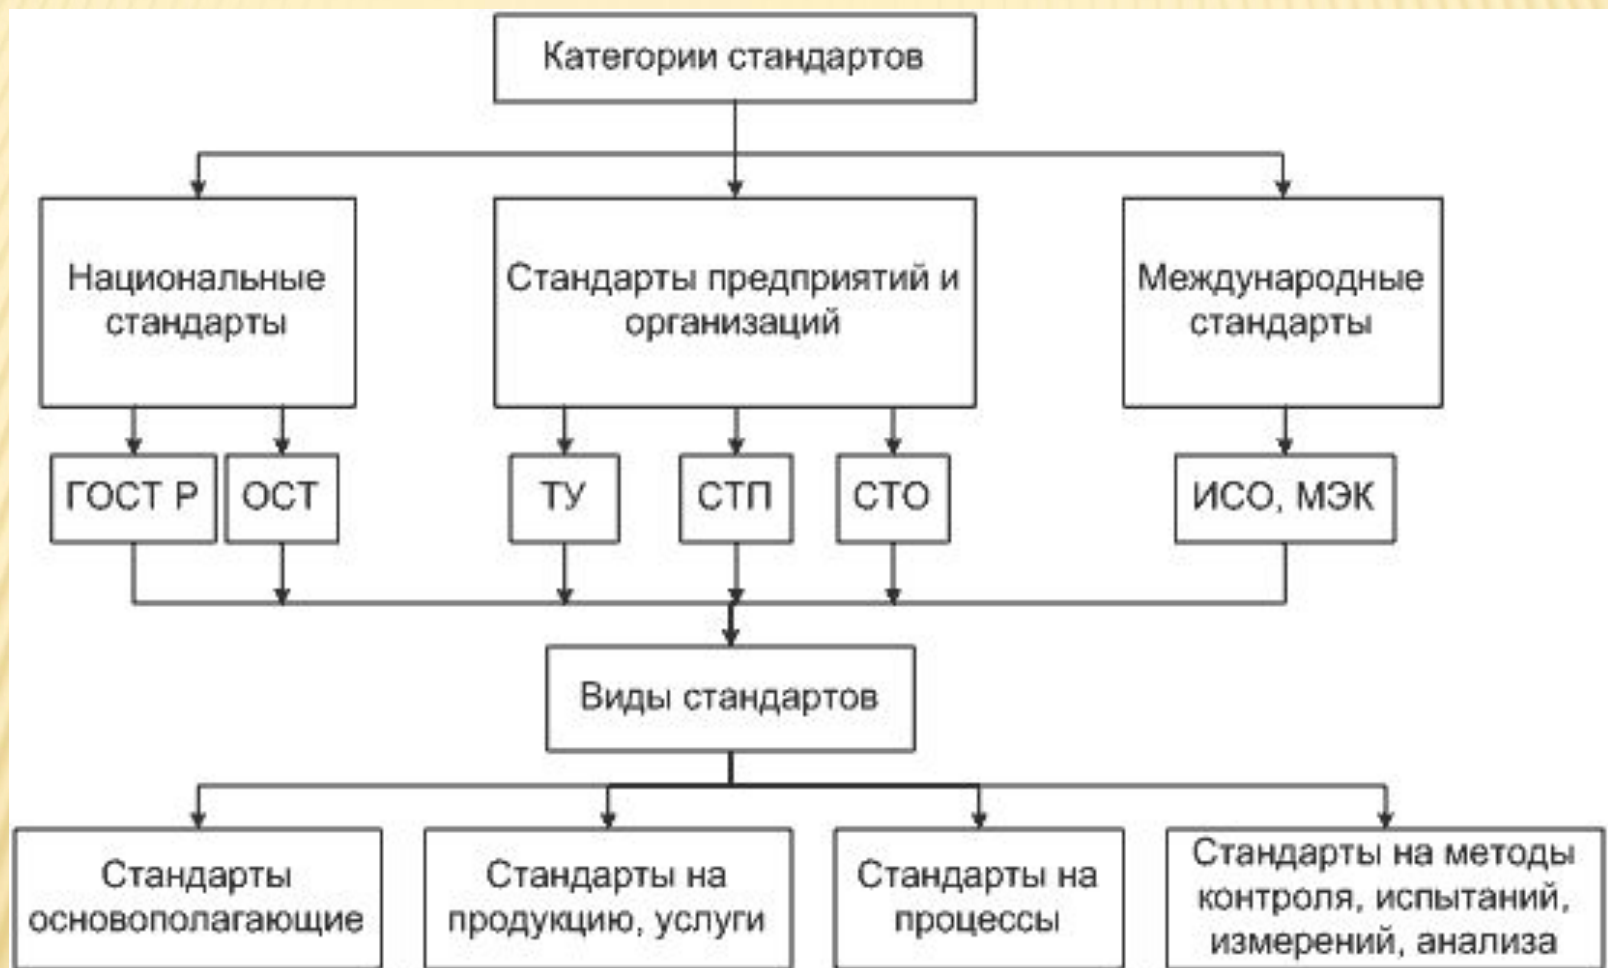 Категории стандартов
Национальные
стандарты
Стандарты предприятий и
организаций
Международные
стандарты
ГОСТ Р
ОСТ
ТУ
СТП
СТО
ИСО, МЭК
Виды стандартов
Стандарты
основополагающие
Стандарты на
продукцию, услуги
Стандарты на
процессы
Стандарты на методы
контроля, испытаний,
измерений, анализа